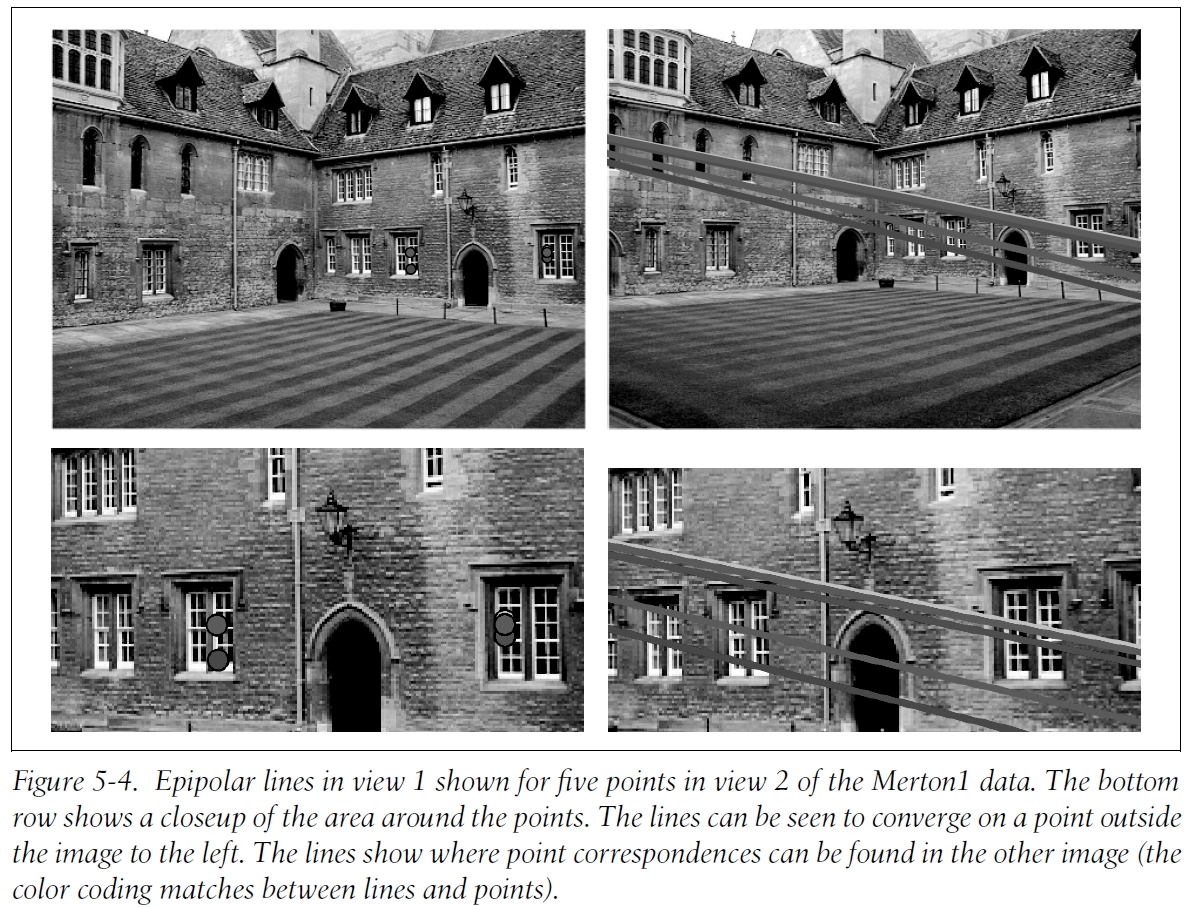 Figure 5-4. Epipolar lines in view 1 shown for five points in view 2 of the Merton1 data. The bottom
row shows a closeup of the area around the points. The lines can be seen to converge on a point outside
the image to the left. The lines show where point correspondences can be found in the other image (the
color coding matches between lines and points).